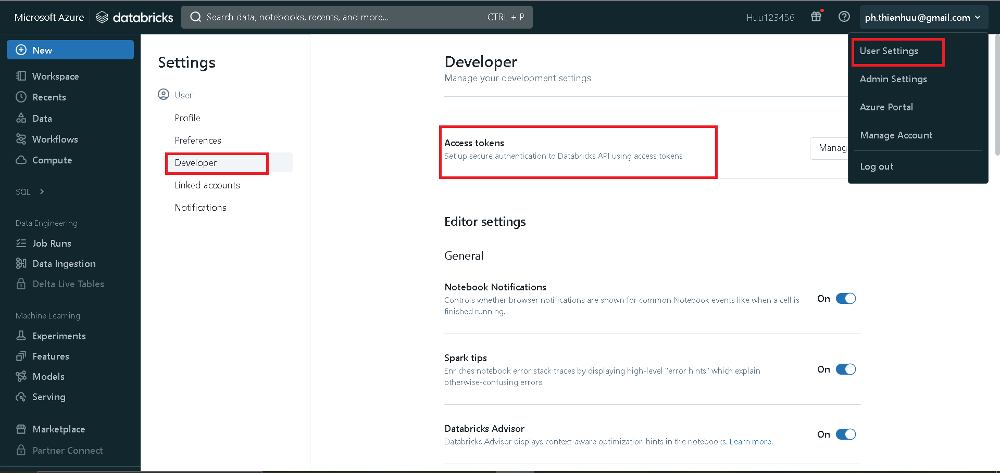 Microsoft Azure
databricks
Search data, notebooks, recents, and more...
CTRL + P
Huu123456
ph.thienhuu@gmail.com
New
Workspace
Recents
Data
Workflows
Compute
SQL
Data Engineering
Job Runs
Data Ingestion
Delta Live Tables
Machine Learning
Experiments
Features
Models
Serving
Marketplace
Partner Connect
Settings
User
Profile
Preferences
Developer
Linked accounts
Notifications
Developer
Manage your development settings
Access tokens
Set up secure authentication to Databricks API using access tokens
Manag
Editor settings
General
Notebook Notifications
Controls whether browser notifications are shown for common Notebook events like when a cell is
finished running.
On
Spark tips
Enriches notebook error stack traces by displaying high-level "error hints" which explain
otherwise-confusing errors.
On
Databricks Advisor
Databricks Advisor displays context-aware optimization hints in the notebooks. Learn more.
On
User Settings
Admin Settings
Azure Portal
Manage Account
Log out